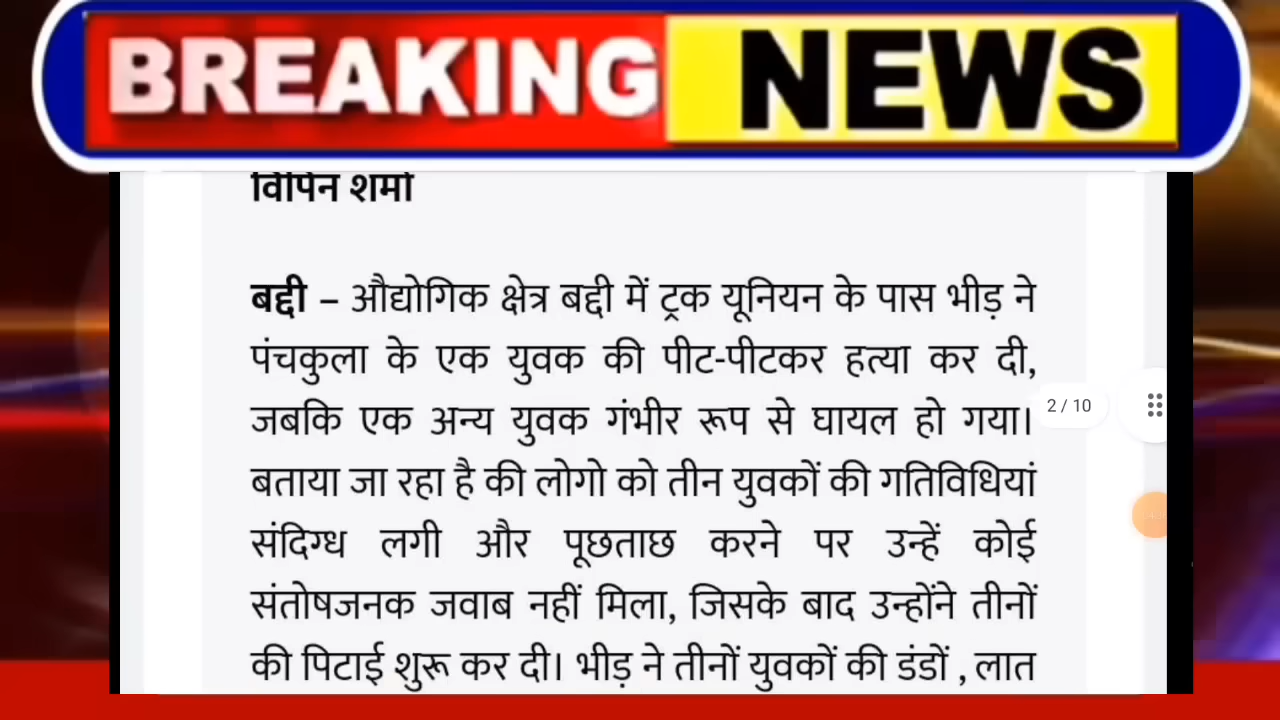 BREAKING NEWS
विपिन शर्मा
बद्दी – औद्योगिक क्षेत्र बद्दी में ट्रक यूनियन के पास भीड़ ने
पंचकुला के एक युवक की पीट-पीटकर हत्या कर दी,
जबकि एक अन्य युवक गंभीर रूप से घायल हो गया।
2 / 10
बताया जा रहा है की लोगो को तीन युवकों की गतिविधियां
संदिग्ध लगी और पूछताछ करने पर उन्हें कोई
संतोषजनक जवाब नहीं मिला, जिसके बाद उन्होंने तीनों
की पिटाई शुरू कर दी। भीड़ ने तीनों युवकों की डंडों , लात